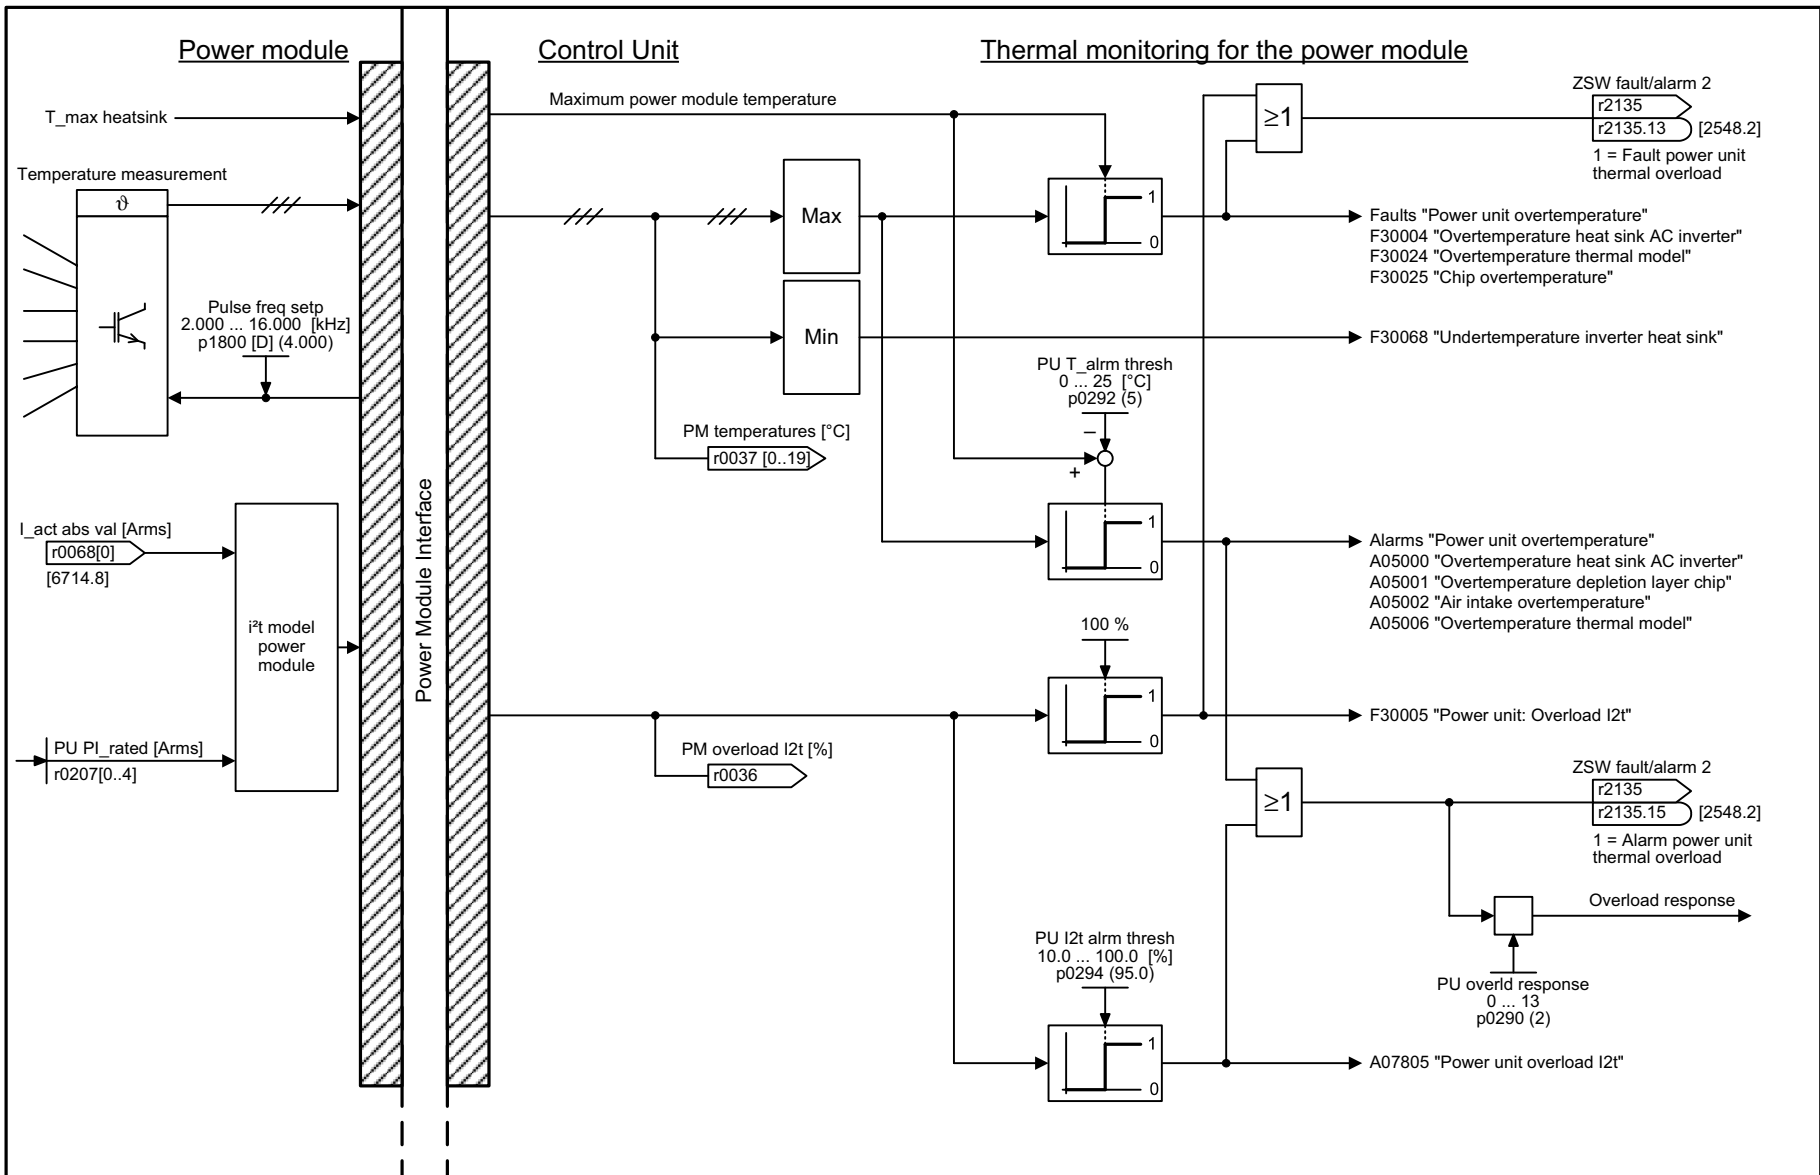 Power module
Control Unit
Thermal monitoring for the power module
T_max heatsink
Temperature measurement
ϑ
Pulse freq setp
2.000 ... 16.000 [kHz]
p1800 [D] (4.000)
I_act abs val [Arms]
r0068[0]
[6714.8]
i²t model
power
module
PU PI_rated [Arms]
r0207[0..4]
Power Module Interface
Maximum power module temperature
Max
Min
PM temperatures [°C]
r0037 [0..19]
PM overload I2t [%]
r0036
1
0
PU T_alrm thresh
0 ... 25 [°C]
p0292 (5)
–
+
1
0
100 %
1
0
PU I2t alrm thresh
10.0 ... 100.0 [%]
p0294 (95.0)
1
0
≥1
ZSW fault/alarm 2
r2135
r2135.13
[2548.2]
1 = Fault power unit
thermal overload
Faults "Power unit overtemperature"
F30004 "Overtemperature heat sink AC inverter"
F30024 "Overtemperature thermal model"
F30025 "Chip overtemperature"
F30068 "Undertemperature inverter heat sink"
Alarms "Power unit overtemperature"
A05000 "Overtemperature heat sink AC inverter"
A05001 "Overtemperature depletion layer chip"
A05002 "Air intake overtemperature"
A05006 "Overtemperature thermal model"
F30005 "Power unit: Overload I2t"
≥1
ZSW fault/alarm 2
r2135
r2135.15
[2548.2]
1 = Alarm power unit
thermal overload
Overload response
PU overld response
0 ... 13
p0290 (2)
A07805 "Power unit overload I2t"